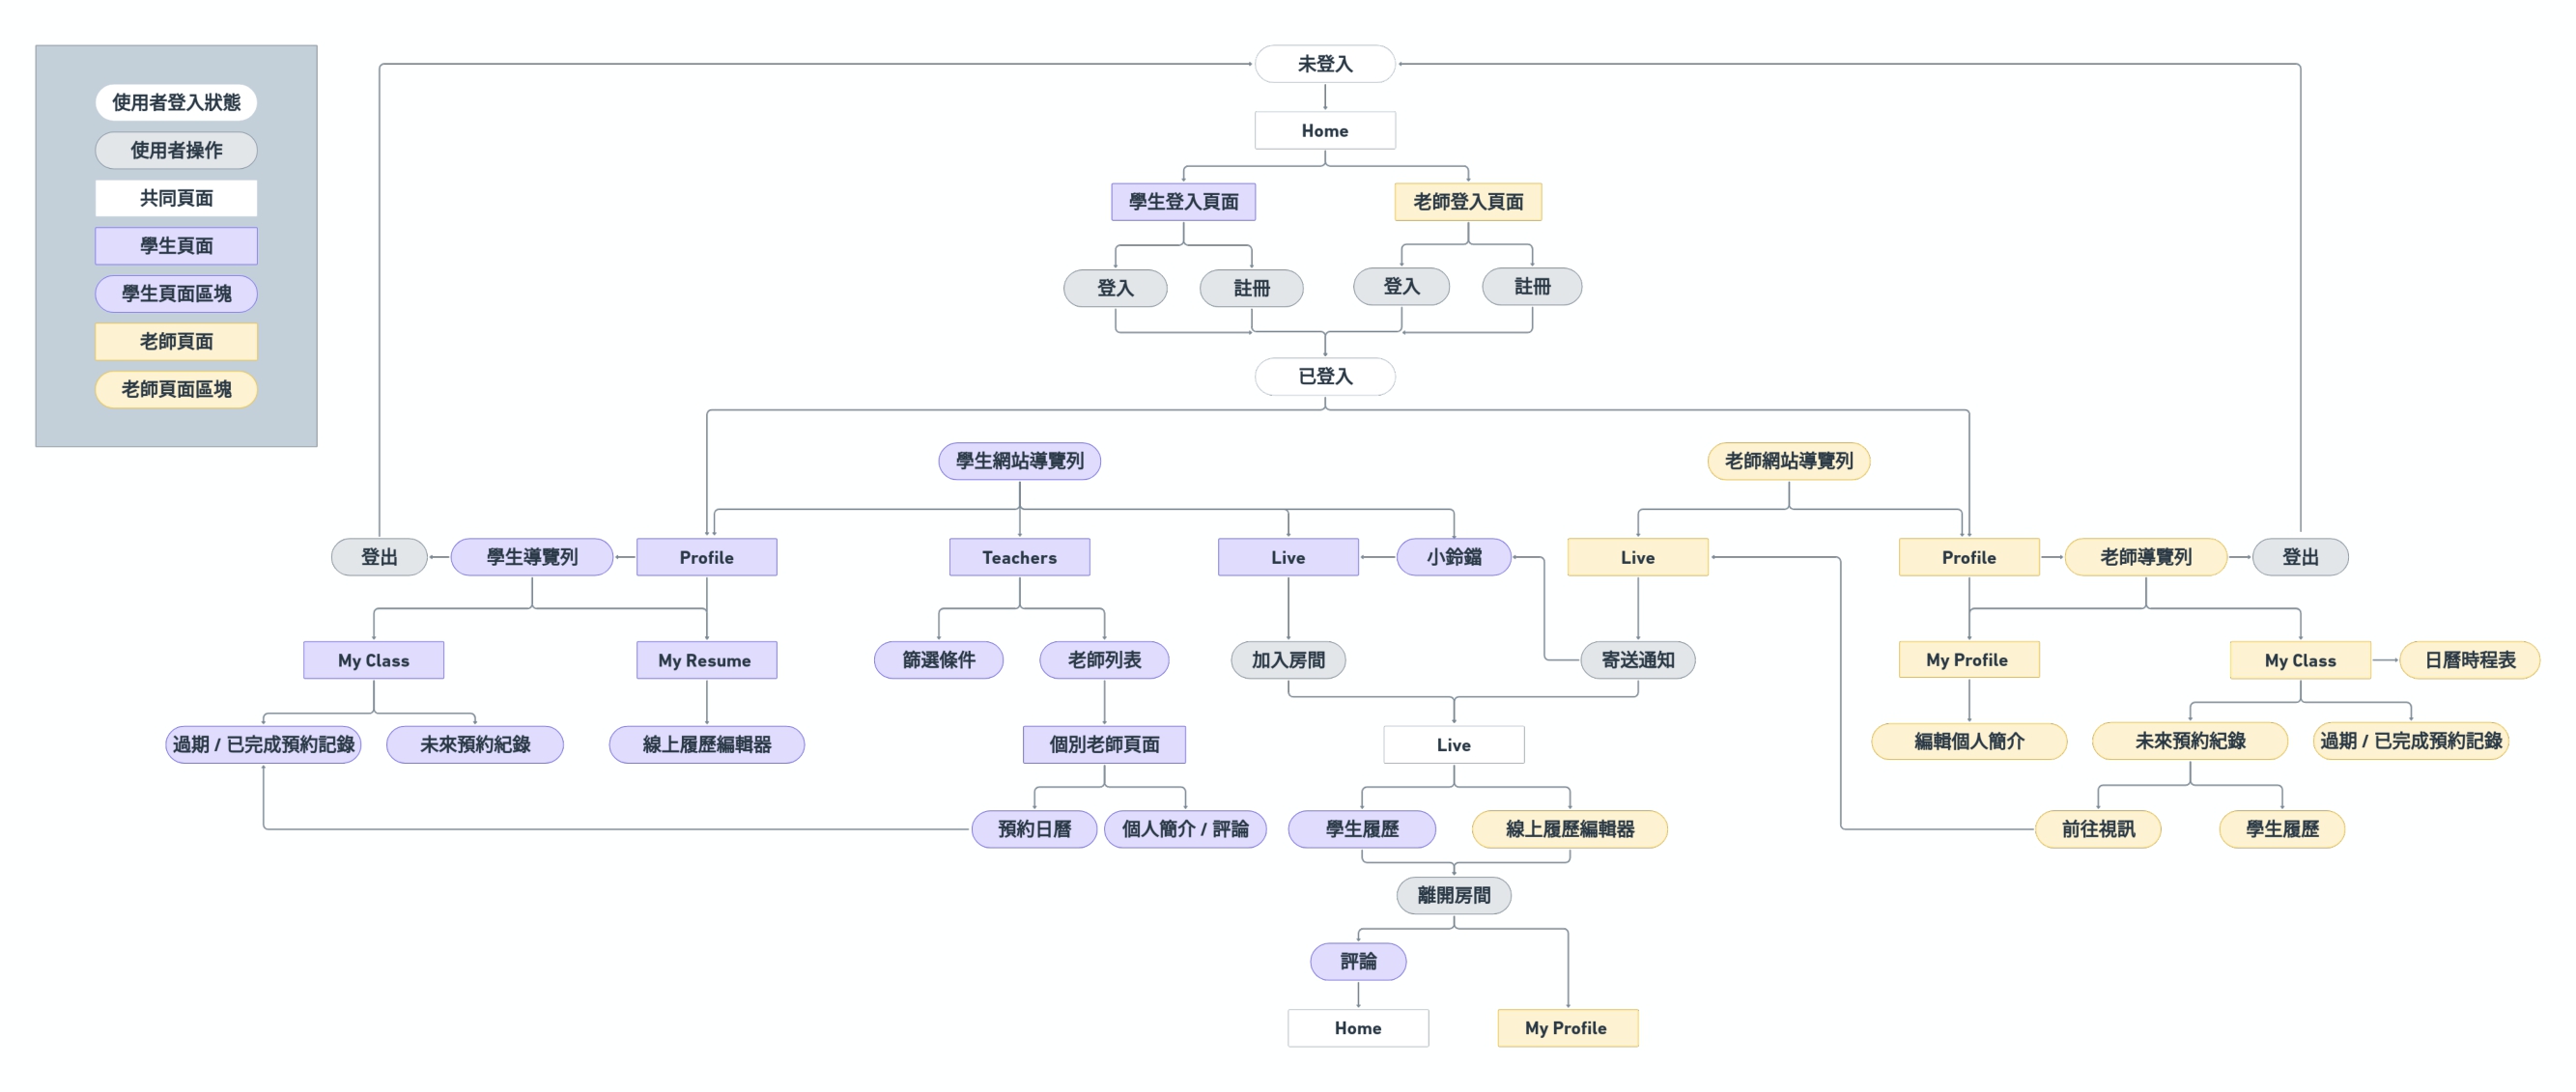 使用者登入狀態
使用者操作
共同頁面
學生頁面
學生頁面區塊
老師頁面
老師頁面區塊
未登入
Home
學生登入頁面
老師登入頁面
登入
註冊
登入
註冊
已登入
學生網站導覽列
老師網站導覽列
登出
學生導覽列
Profile
Teachers
Live
小鈴鐺
Live
Profile
老師導覽列
登出
My Class
My Resume
篩選條件
老師列表
加入房間
寄送通知
My Profile
My Class
日曆時程表
過期 / 已完成預約記錄
未來預約紀錄
線上履歷編輯器
個別老師頁面
Live
編輯個人簡介
未來預約紀錄
過期 / 已完成預約記錄
預約日曆
個人簡介 / 評論
學生履歷
線上履歷編輯器
前往視訊
學生履歷
離開房間
評論
Home
My Profile